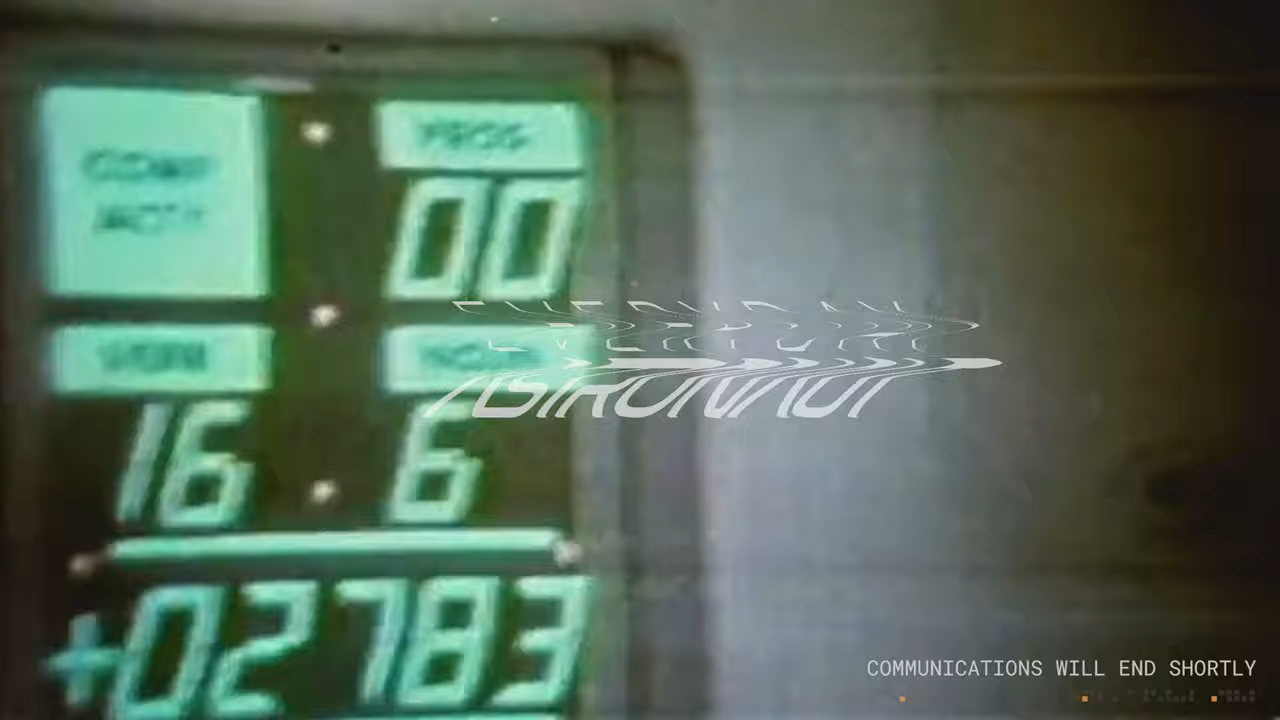 COMP
ACTY
PROG
00
VERB
NOUN
16
6
+02783
ASTRONAUT
COMMUNICATIONS WILL END SHORTLY